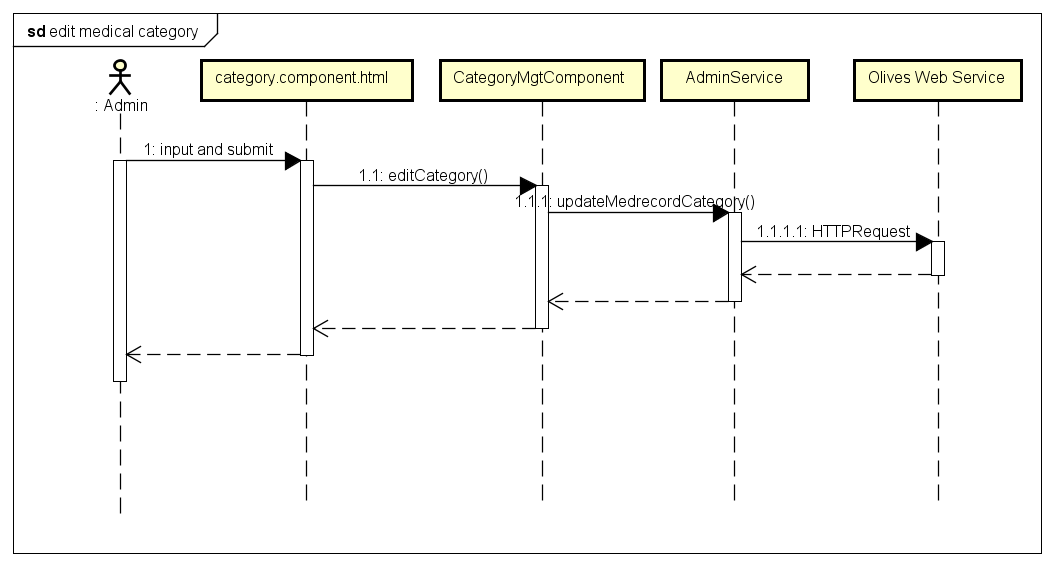 sd edit medical category
: Admin
category.component.html
CategoryMgtComponent
AdminService
Olives Web Service
1: input and submit
1.1: editCategory()
1.1.1: updateMedrecordCategory()
1.1.1.1: HTTPRequest